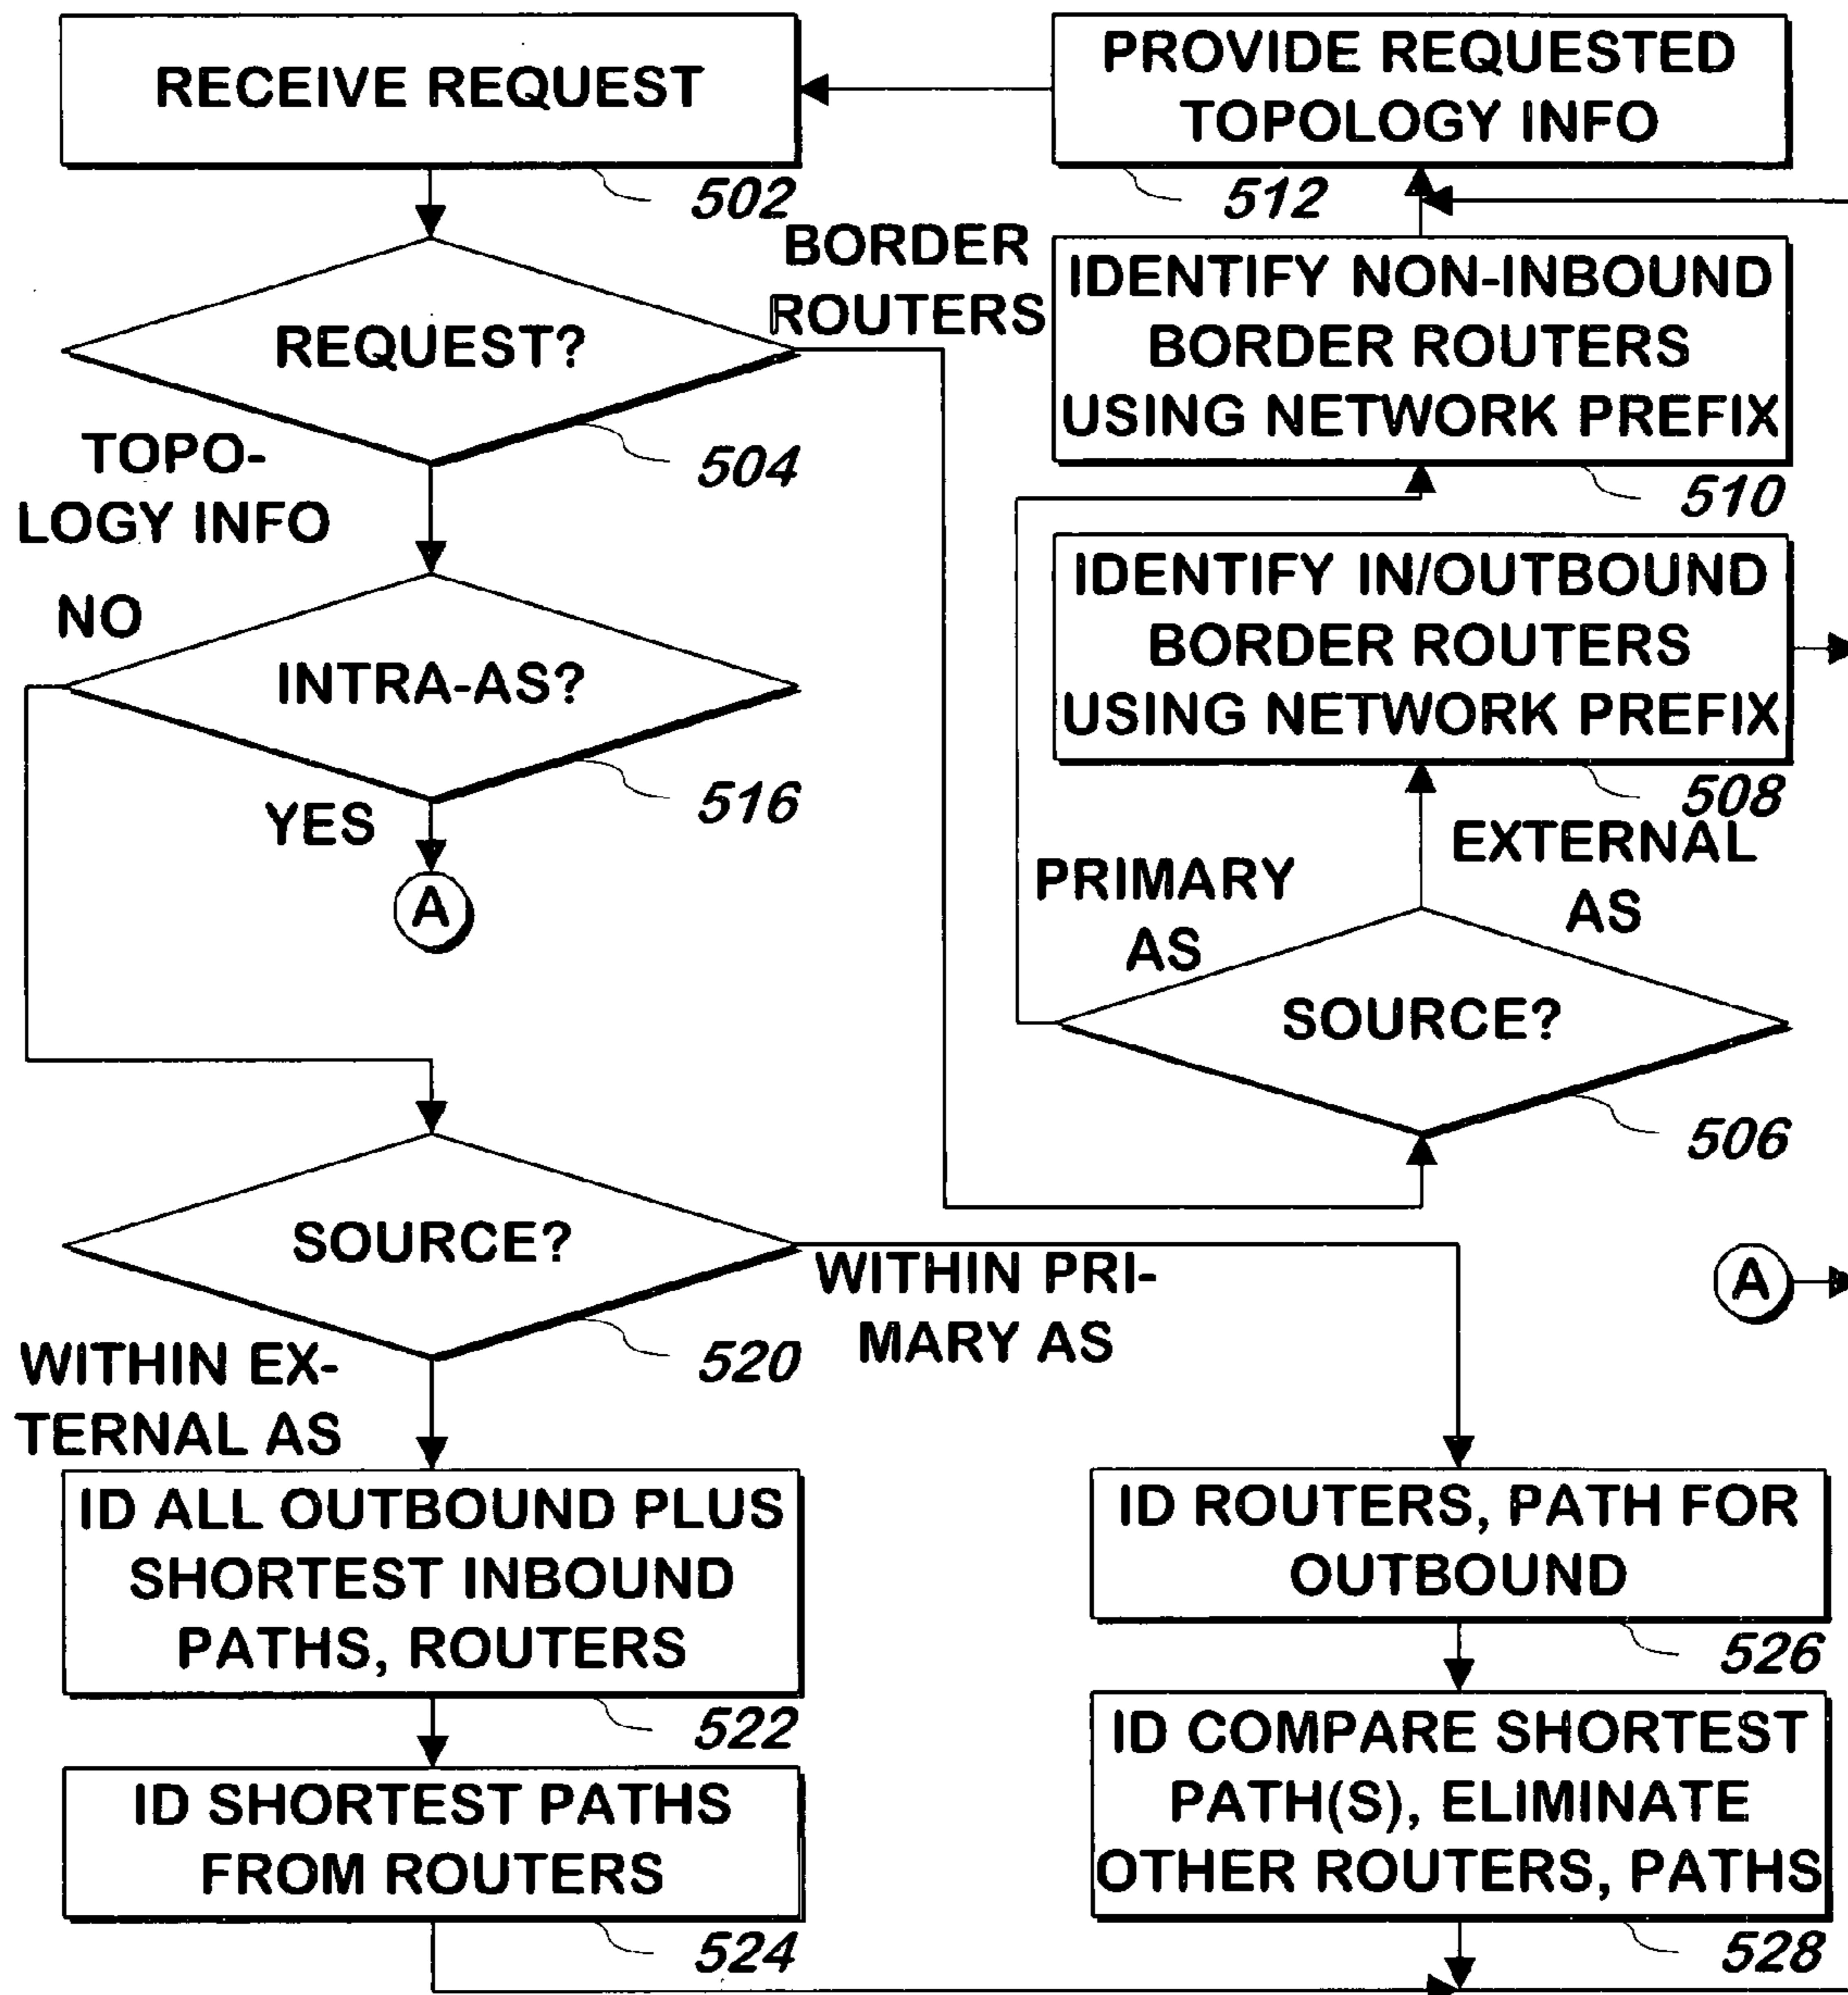 RECEIVE REQUEST
502
PROVIDE REQUESTED
TOPOLOGY INFO
512
REQUEST?
504
BORDER
ROUTERS
TOPO-
LOGY INFO
IDENTIFY NON-INBOUND
BORDER ROUTERS
USING NETWORK PREFIX
510
IDENTIFY IN/OUTBOUND
BORDER ROUTERS
USING NETWORK PREFIX
508
NO
INTRA-AS?
516
YES
A
PRIMARY
AS
EXTERNAL
AS
SOURCE?
506
SOURCE?
520
WITHIN PRI-
MARY AS
A
WITHIN EX-
TERNAL AS
ID ALL OUTBOUND PLUS
SHORTEST INBOUND
PATHS, ROUTERS
522
ID SHORTEST PATHS
FROM ROUTERS
524
ID ROUTERS, PATH FOR
OUTBOUND
526
ID COMPARE SHORTEST
PATH(S), ELIMINATE
OTHER ROUTERS, PATHS
528